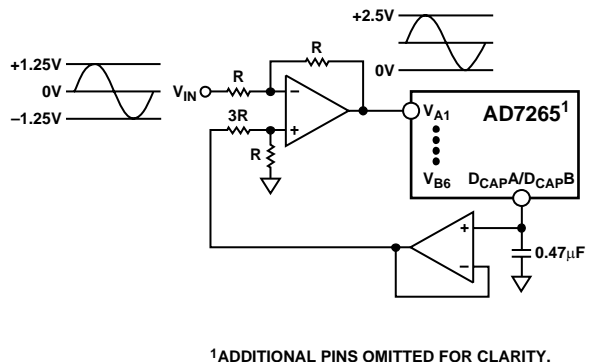 +2.5V
0V
+1.25V
0V
–1.25V
R
R
VIN
–
3R
+
R
VA1
AD7265¹
VB6
DCAPA/DCAPB
+
–
0.47μF
¹ADDITIONAL PINS OMITTED FOR CLARITY.